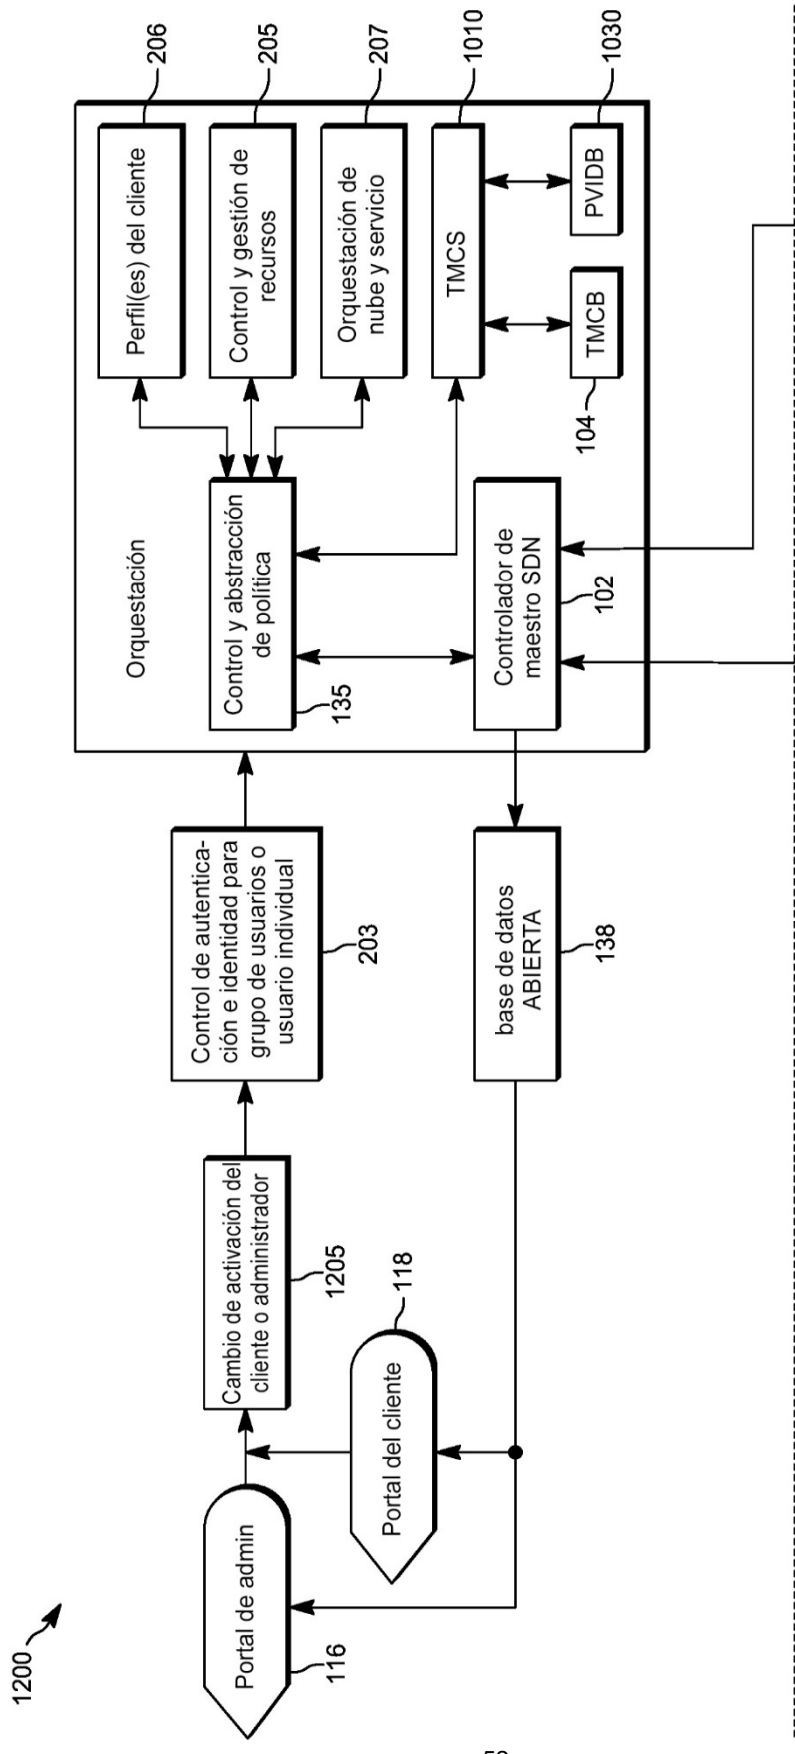 1200
Portal de admin
116
Portal del cliente
118
Cambio de activación del
cliente o administrador
1205
Control de autentica-
ción e identidad para
grupo de usuarios o
usuario individual
203
base de datos
ABIERTA
138
Orquestación
Control y abstracción
de política
135
Controlador de
maestro SDN
102
Perfil(es) del cliente
206
Control y gestión de
recursos
205
Orquestación de
nube y servicio
207
TMCS
1010
TMCB
104
PVIDB
1030